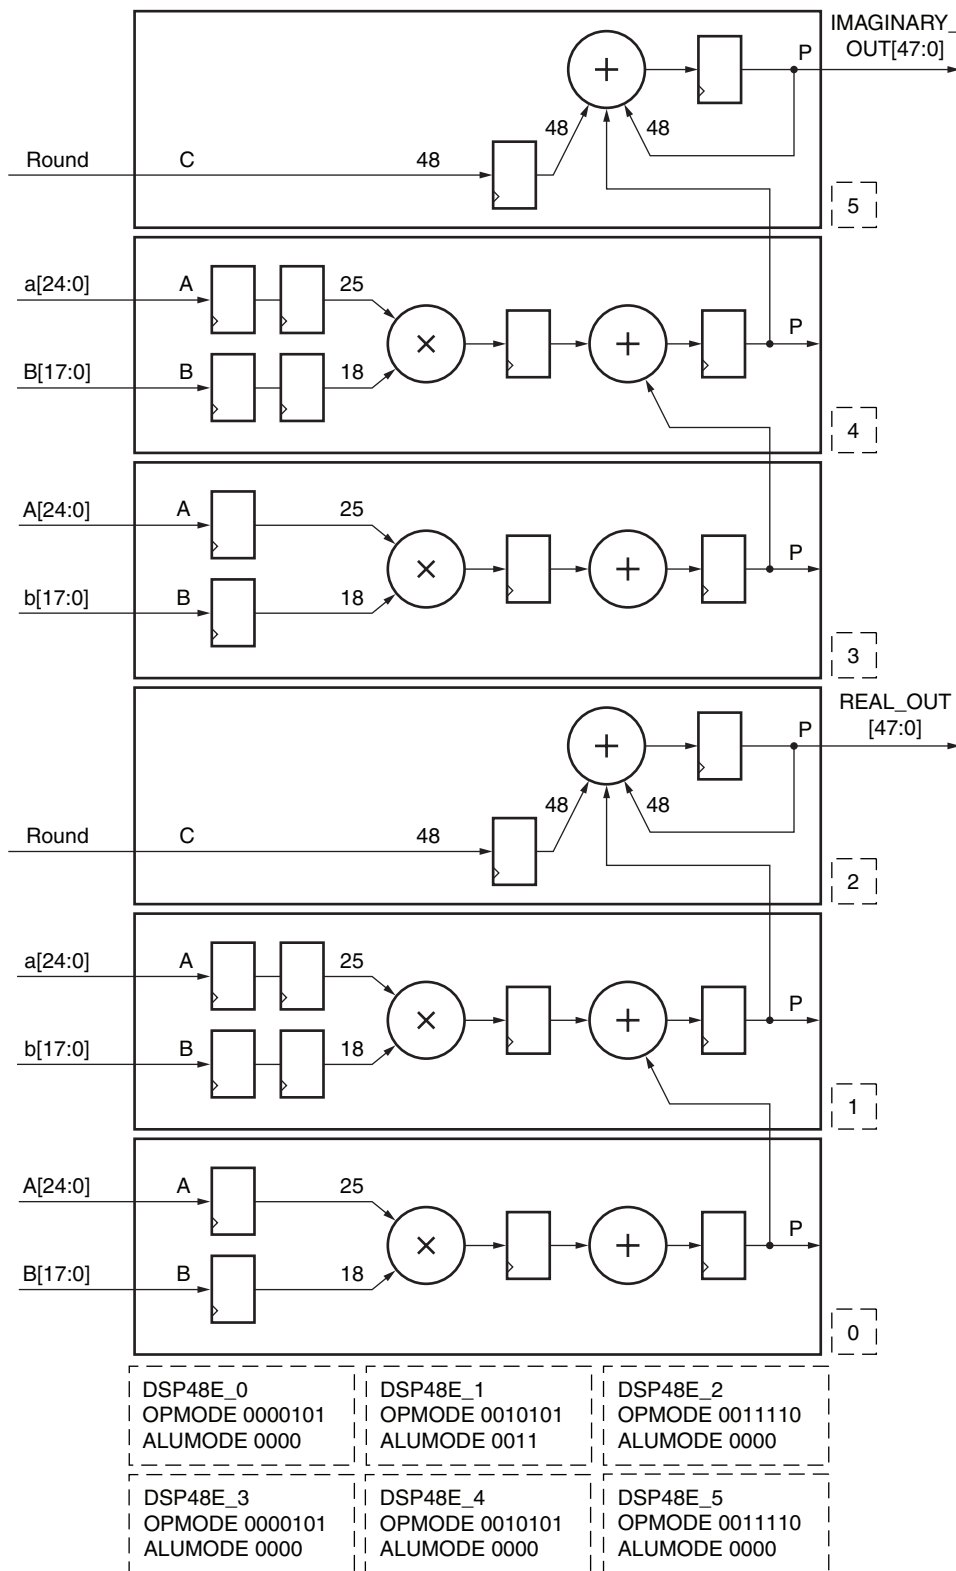 IMAGINARY_
OUT[47:0]
P
+
48
48
Round
C
48
5
a[24:0]
A
25
×
+
P
B[17:0]
B
18
4
A[24:0]
A
25
×
+
P
b[17:0]
B
18
3
REAL_OUT
[47:0]
P
+
48
48
Round
C
48
2
a[24:0]
A
25
×
+
P
b[17:0]
B
18
1
A[24:0]
A
25
×
+
P
B[17:0]
B
18
0
DSP48E_0
OPMODE 0000101
ALUMODE 0000
DSP48E_1
OPMODE 0010101
ALUMODE 0011
DSP48E_2
OPMODE 0011110
ALUMODE 0000
DSP48E_3
OPMODE 0000101
ALUMODE 0000
DSP48E_4
OPMODE 0010101
ALUMODE 0000
DSP48E_5
OPMODE 0011110
ALUMODE 0000